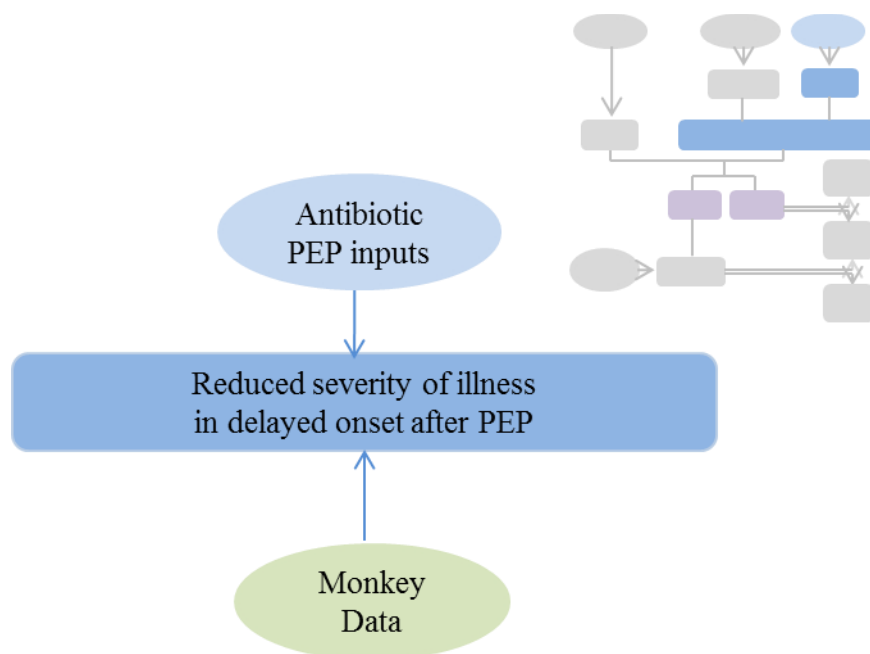 Antibiotic
PEP inputs
Reduced severity of illness
in delayed onset after PEP
Monkey
Data